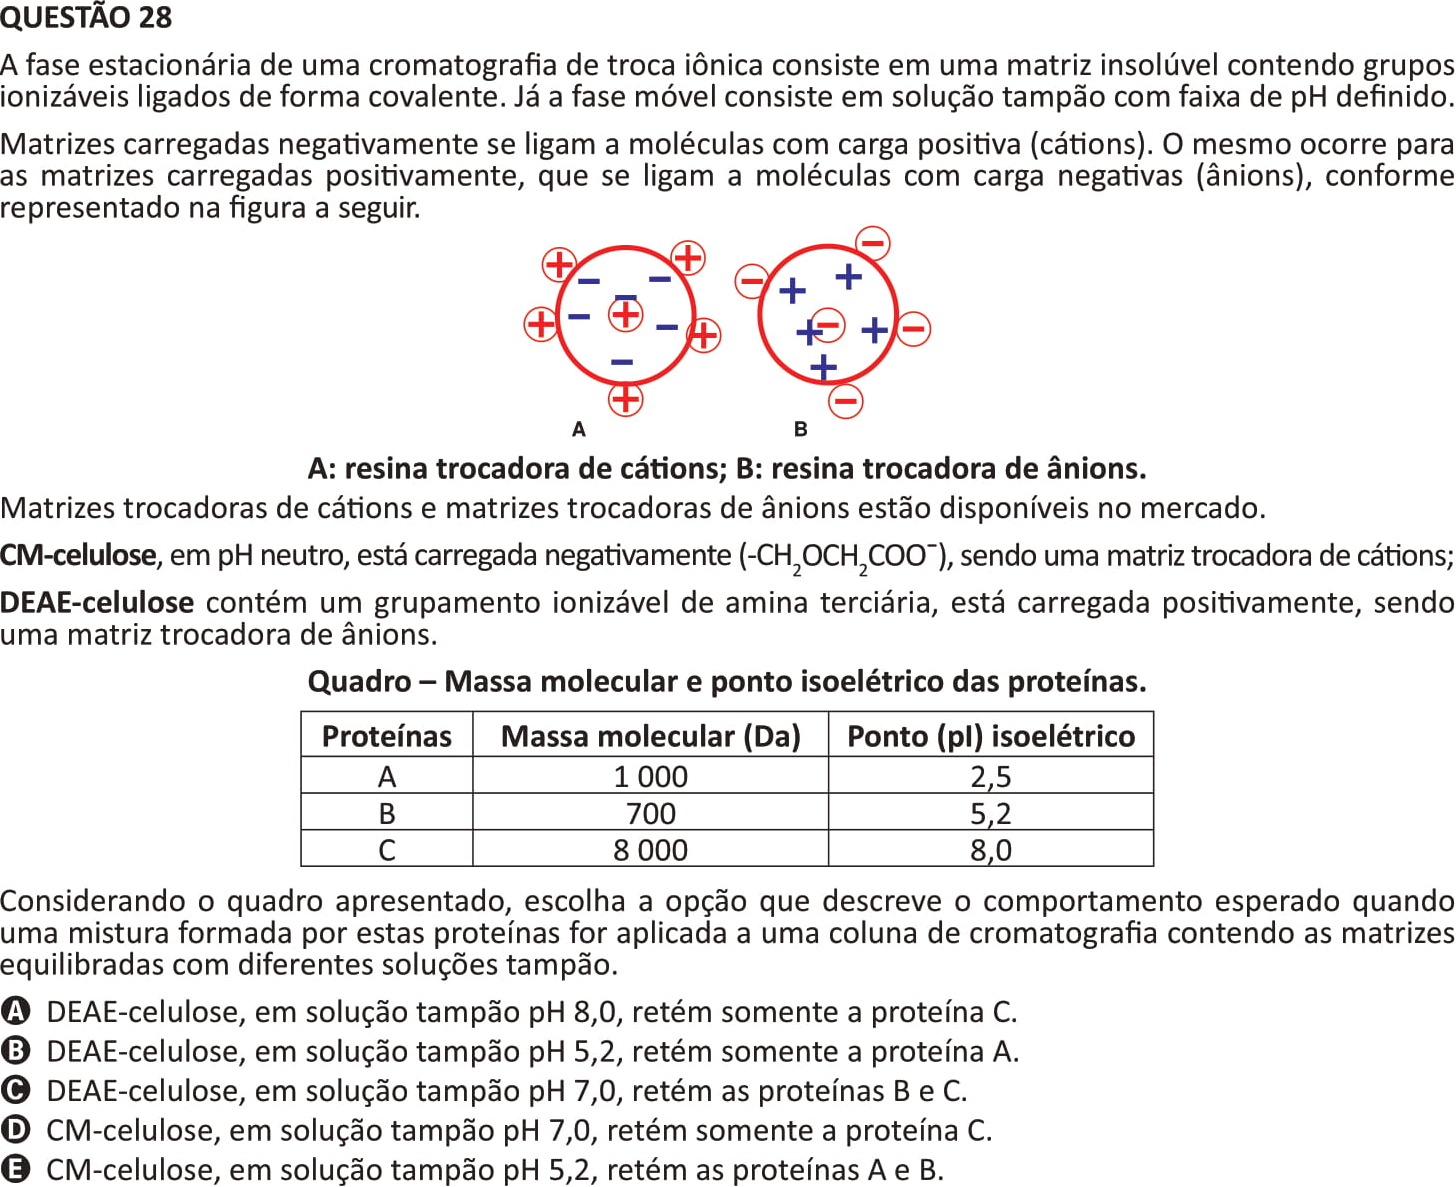 QUESTÃO 28
A fase estacionária de uma cromatografia de troca iônica consiste em uma matriz insolúvel contendo grupos
ionizáveis ligados de forma covalente. Já a fase móvel consiste em solução tampão com faixa de pH definido.
Matrizes carregadas negativamente se ligam a moléculas com carga positiva (cátions). O mesmo ocorre para
as matrizes carregadas positivamente, que se ligam a moléculas com carga negativas (ânions), conforme
representado na figura a seguir.
A B
A: resina trocadora de cátions; B: resina trocadora de ânions.
Matrizes trocadoras de cátions e matrizes trocadoras de ânions estão disponíveis no mercado.
CM-celulose, em pH neutro, está carregada negativamente (-CH₂OCH₂COO⁻), sendo uma matriz trocadora de cátions;
DEAE-celulose contém um grupamento ionizável de amina terciária, está carregada positivamente, sendo
uma matriz trocadora de ânions.
Quadro – Massa molecular e ponto isoelétrico das proteínas.
Proteínas Massa molecular (Da) Ponto (pI) isoelétrico
A 1 000 2,5
B 700 5,2
C 8 000 8,0
Considerando o quadro apresentado, escolha a opção que descreve o comportamento esperado quando
uma mistura formada por estas proteínas for aplicada a uma coluna de cromatografia contendo as matrizes
equilibradas com diferentes soluções tampão.
A DEAE-celulose, em solução tampão pH 8,0, retém somente a proteína C.
B DEAE-celulose, em solução tampão pH 5,2, retém somente a proteína A.
C DEAE-celulose, em solução tampão pH 7,0, retém as proteínas B e C.
D CM-celulose, em solução tampão pH 7,0, retém somente a proteína C.
E CM-celulose, em solução tampão pH 5,2, retém as proteínas A e B.